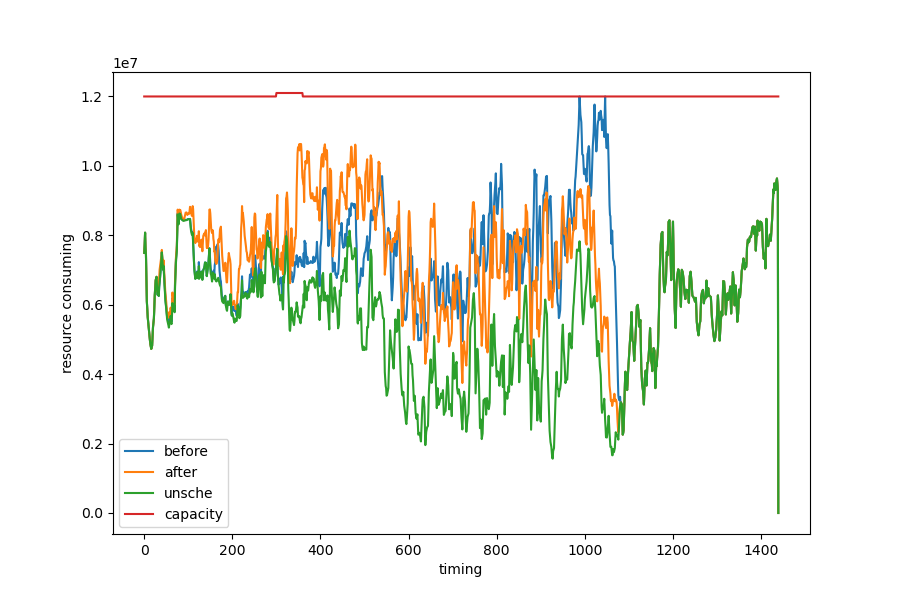 1e7
1.2
1.0
0.8
0.6
0.4
0.2
0.0
resource consuming
before
after
unsche
capacity
0 200 400 600 800 1000 1200 1400
timing